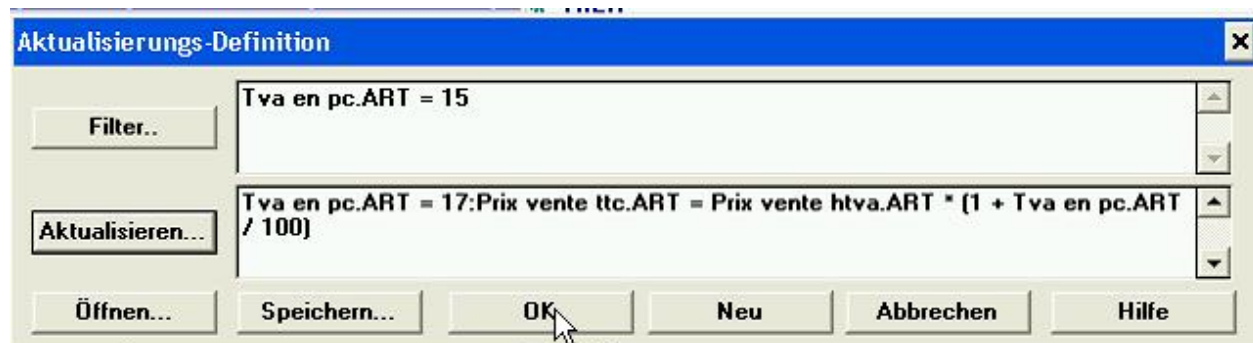 Aktualisierungs-Definition
Filter..
Tva en pc.ART = 15
Aktualisieren...
Tva en pc.ART = 17:Prix vente ttc.ART = Prix vente htva.ART * (1 + Tva en pc.ART
/ 100)
Öffnen...
Speichern...
OK
Neu
Abbrechen
Hilfe